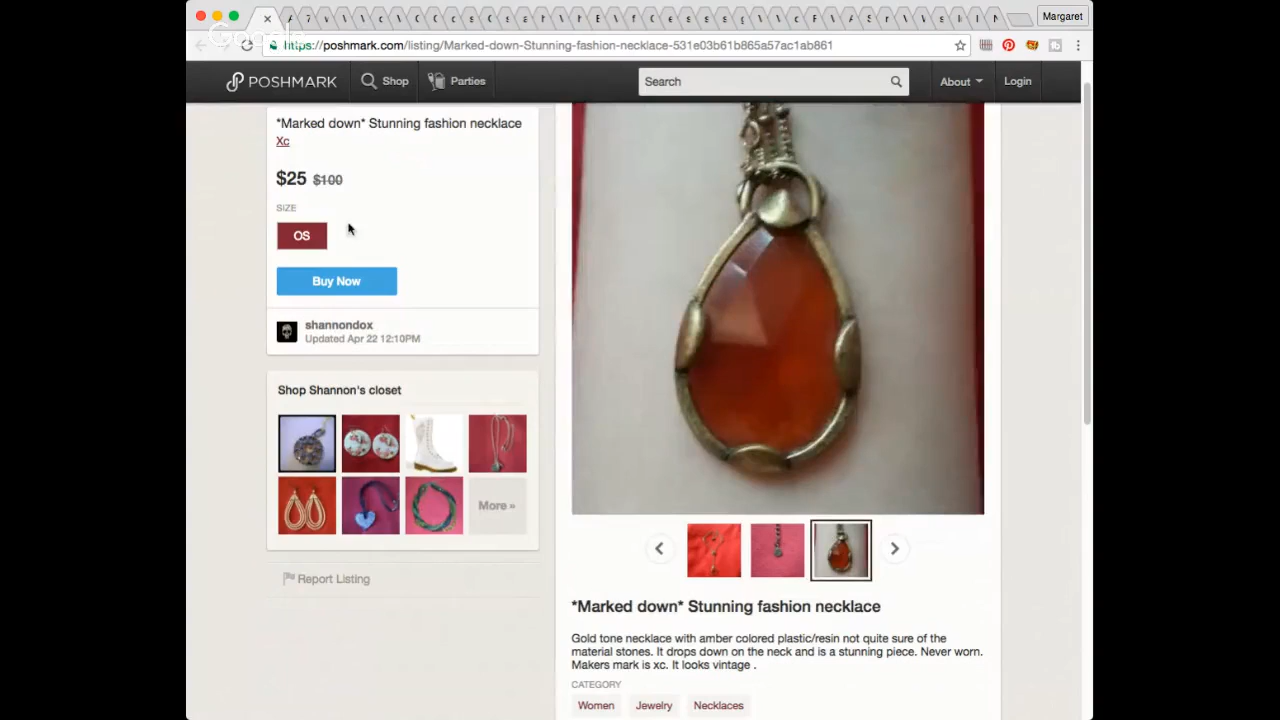 Margaret
Google
https://poshmark.com/listing/Marked-down-Stunning-fashion-necklace-531e03b61b865a57ac1ab861
POSHMARK
Shop
Parties
Search
About
Login
*Marked down* Stunning fashion necklace
Xc
$25 $100
SIZE
OS
Buy Now
shannondox
Updated Apr 22 12:10PM
Shop Shannon's closet
More »
Report Listing
*Marked down* Stunning fashion necklace
Gold tone necklace with amber colored plastic/resin not quite sure of the
material stones. It drops down on the neck and is a stunning piece. Never worn.
Makers mark is xc. It looks vintage .
CATEGORY
Women
Jewelry
Necklaces